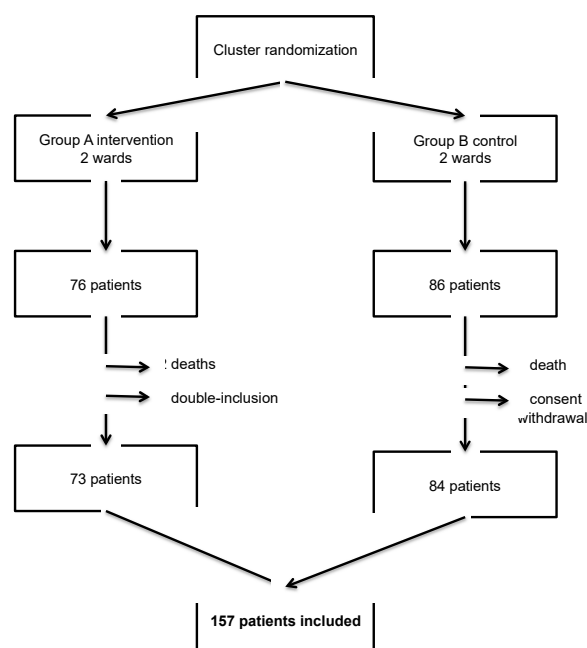 Cluster randomization
Group A intervention
2 wards
Group B control
2 wards
76 patients
86 patients
deaths
death
double-inclusion
consent
withdrawal
73 patients
84 patients
157 patients included